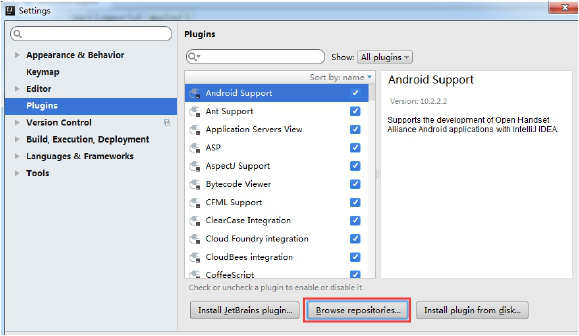 Settings
Appearance & Behavior
Keymap
Editor
Plugins
Version Control
Build, Execution, Deployment
Languages & Frameworks
Tools
Plugins
Show: All plugins
Sort by: name
Android Support
Ant Support
Application Servers View
ASP
AspectJ Support
Bytecode Viewer
CFML Support
ClearCase Integration
Cloud Foundry integration
CloudBees integration
CoffeeScript
Check or uncheck a plugin to enable or disable it.
Install JetBrains plugin...
Browse repositories...
Install plugin from disk...
Android Support
Version: 10.2.2.2
Supports the development of Open Handset
Alliance Android applications with IntelliJ IDEA.